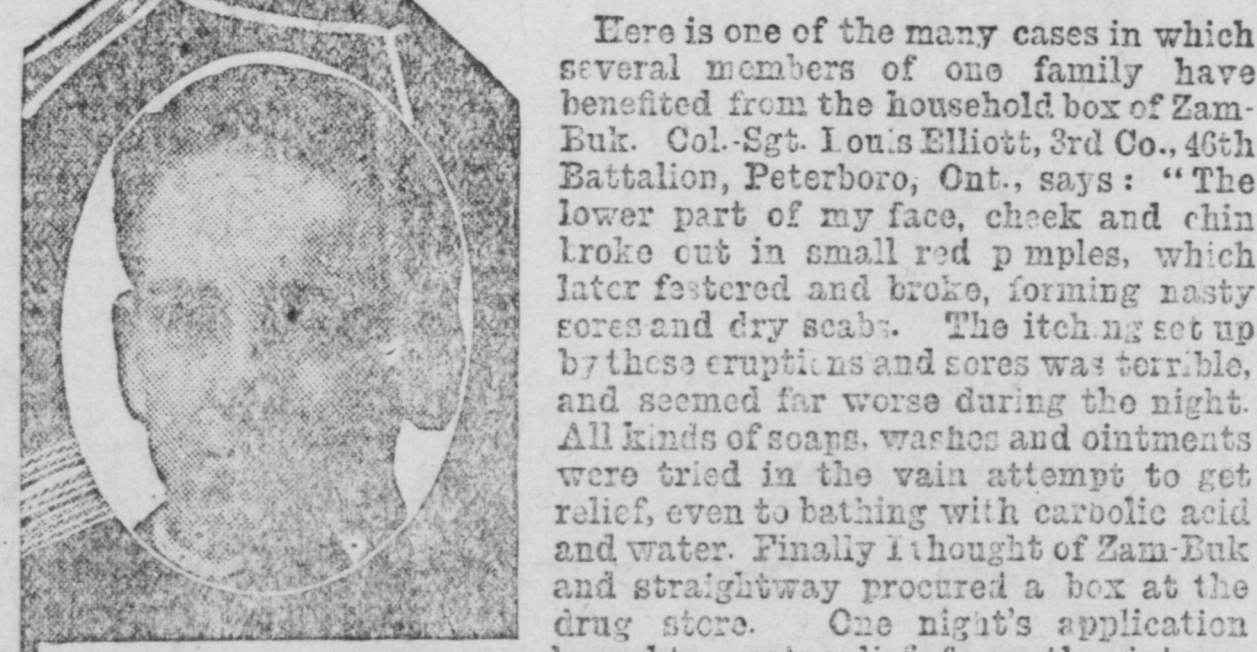 Here is one of the many cases in which
several members of one family have
benefited from the household box of Zam-
Buk. Col.-Sgt. Louis Elliott, 3rd Co., 46th
Battalion, Peterboro, Ont., says: "The
lower part of my face, cheek and chin
broke out in small red pimples, which
later festered and broke, forming nasty
sores and dry scabs. The itching set up
by these eruptions and sores was terrible,
and seemed far worse during the night.
All kinds of soaps, washes and ointments
were tried in the vain attempt to get
relief, even to bathing with carbolic acid
and water. Finally I thought of Zam-Buk
and straightway procured a box at the
drug store. One night's application